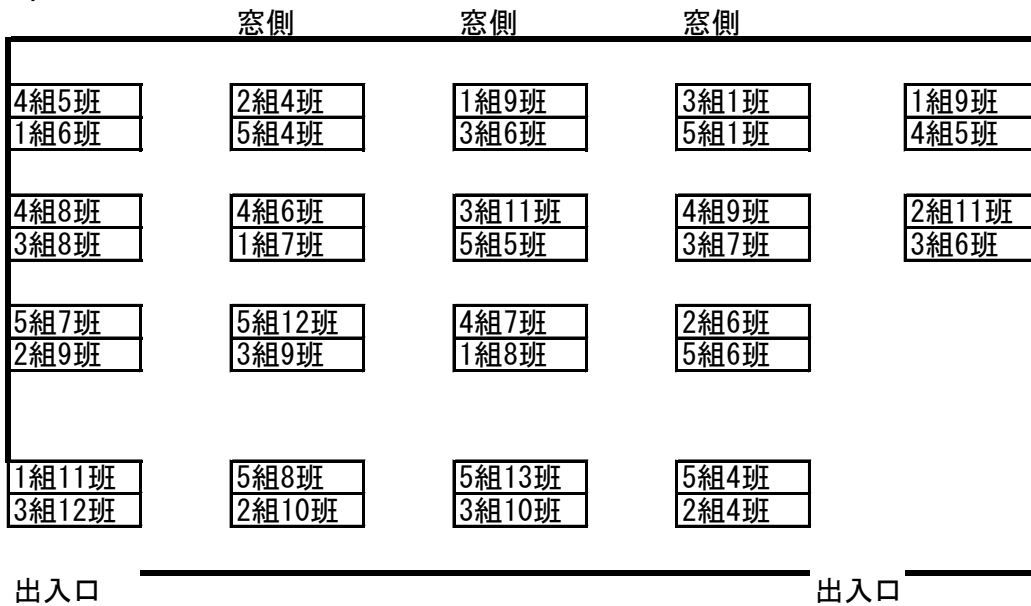 窓側 窓側 窓側
4組5班 2組4班 1組9班 3組1班 1組9班
1組6班 5組4班 3組6班 5組1班 4組5班
4組8班 4組6班 3組11班 4組9班 2組11班
3組8班 1組7班 5組5班 3組7班 3組6班
5組7班 5組12班 4組7班 2組6班
2組9班 3組9班 1組8班 5組6班
1組11班 5組8班 5組13班 5組4班
3組12班 2組10班 3組10班 2組4班
出入口 出入口